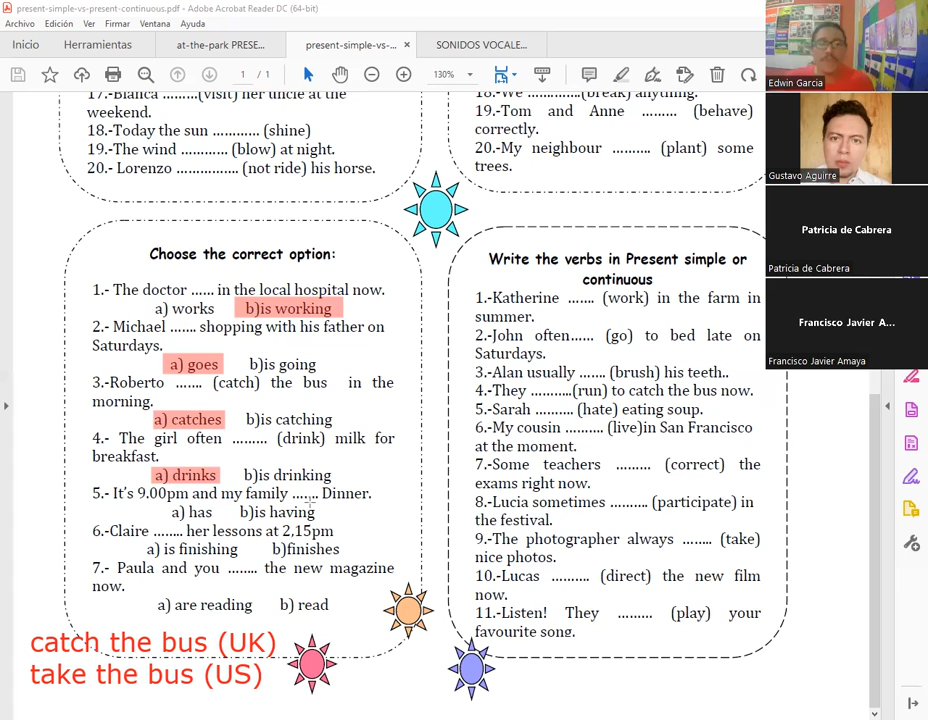 present-simple-vs-present-continuous.pdf - Adobe Acrobat Reader DC (64-bit)
Archivo Edición Ver Firmar Ventana Ayuda
Inicio Herramientas at-the-park PRESE... present-simple-vs-... × SONIDOS VOCALE...
1 / 1 130%
17.-Bianca .........(visit) her uncle at the
weekend.
18.-Today the sun ............ (shine)
19.-The wind ............ (blow) at night.
20.- Lorenzo ............... (not ride) his horse.
18.-We ...............(break) anything.
19.-Tom and Anne ......... (behave)
correctly.
20.-My neighbour .......... (plant) some
trees.
Choose the correct option:
1.- The doctor ...... in the local hospital now.
a) works b)is working
2.- Michael ....... shopping with his father on
Saturdays.
a) goes b)is going
3.-Roberto ....... (catch) the bus in the
morning.
a) catches b)is catching
4.- The girl often ......... (drink) milk for
breakfast.
a) drinks b)is drinking
5.- It's 9.00pm and my family ....... Dinner.
a) has b)is having
6.-Claire ........ her lessons at 2,15pm
a) is finishing b)finishes
7.- Paula and you ........ the new magazine
now.
a) are reading b) read
Write the verbs in Present simple or
continuous
1.-Katherine ....... (work) in the farm in
summer.
2.-John often...... (go) to bed late on
Saturdays.
3.-Alan usually ....... (brush) his teeth..
4.-They ...........(run) to catch the bus now.
5.-Sarah .......... (hate) eating soup.
6.-My cousin .......... (live)in San Francisco
at the moment.
7.-Some teachers ......... (correct) the
exams right now.
8.-Lucia sometimes .......... (participate) in
the festival.
9.-The photographer always ........ (take)
nice photos.
10.-Lucas .......... (direct) the new film
now.
11.-Listen! They ......... (play) your
favourite song.
catch the bus (UK)
take the bus (US)
Edwin Garcia
Gustavo Aguirre
Patricia de Cabrera
Patricia de Cabrera
Francisco Javier A...
Francisco Javier Amaya